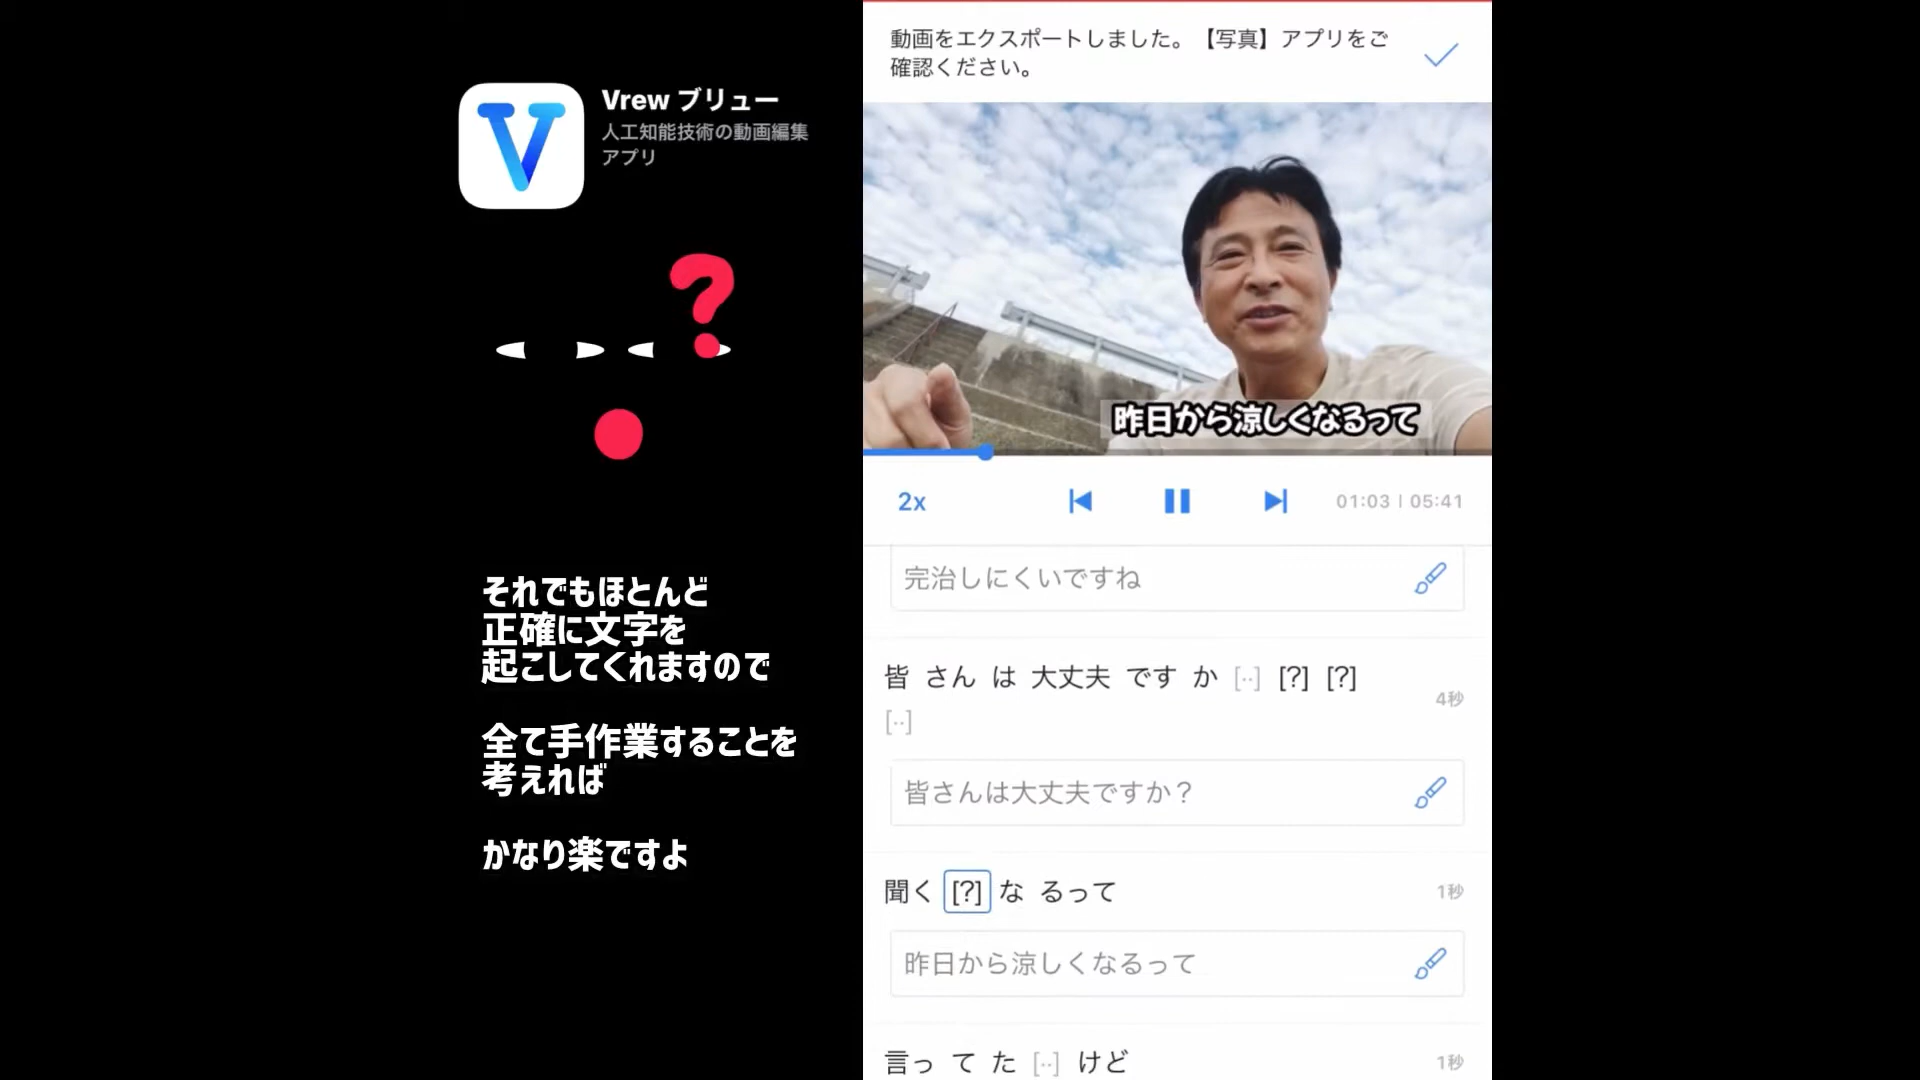 Vrew ブリュー
人工知能技術の動画編集
アプリ
?
それでもほとんど
正確に文字を
起こしてくれますので
全て手作業することを
考えれば
かなり楽ですよ
動画をエクスポートしました。【写真】アプリをご
確認ください。
昨日から涼しくなるって
2x
01:03 | 05:41
完治しにくいですね
皆 さん は 大丈夫 です か [··] [?] [?]
[··]
4秒
皆さんは大丈夫ですか？
聞く [?] な るって
1秒
昨日から涼しくなるって
言っ て た [··] けど
1秒